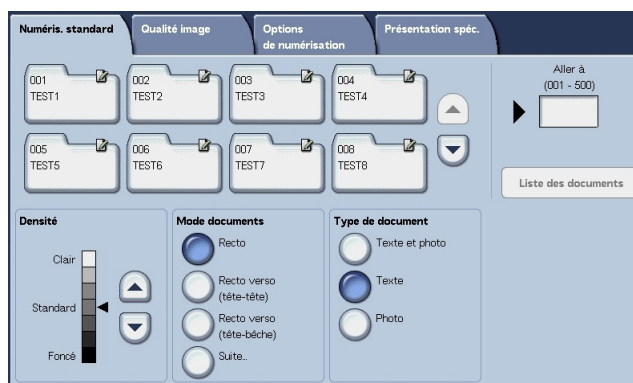 Numéris. standard
Qualité image
Options
de numérisation
Présentation spéc.
001
TEST1
002
TEST2
003
TEST3
004
TEST4
Aller à
(001 - 500)
005
TEST5
006
TEST6
007
TEST7
008
TEST8
Liste des documents
Densité
Clair
Standard
Foncé
Mode documents
Recto
Recto verso
(tête-tête)
Recto verso
(tête-bêche)
Suite...
Type de document
Texte et photo
Texte
Photo